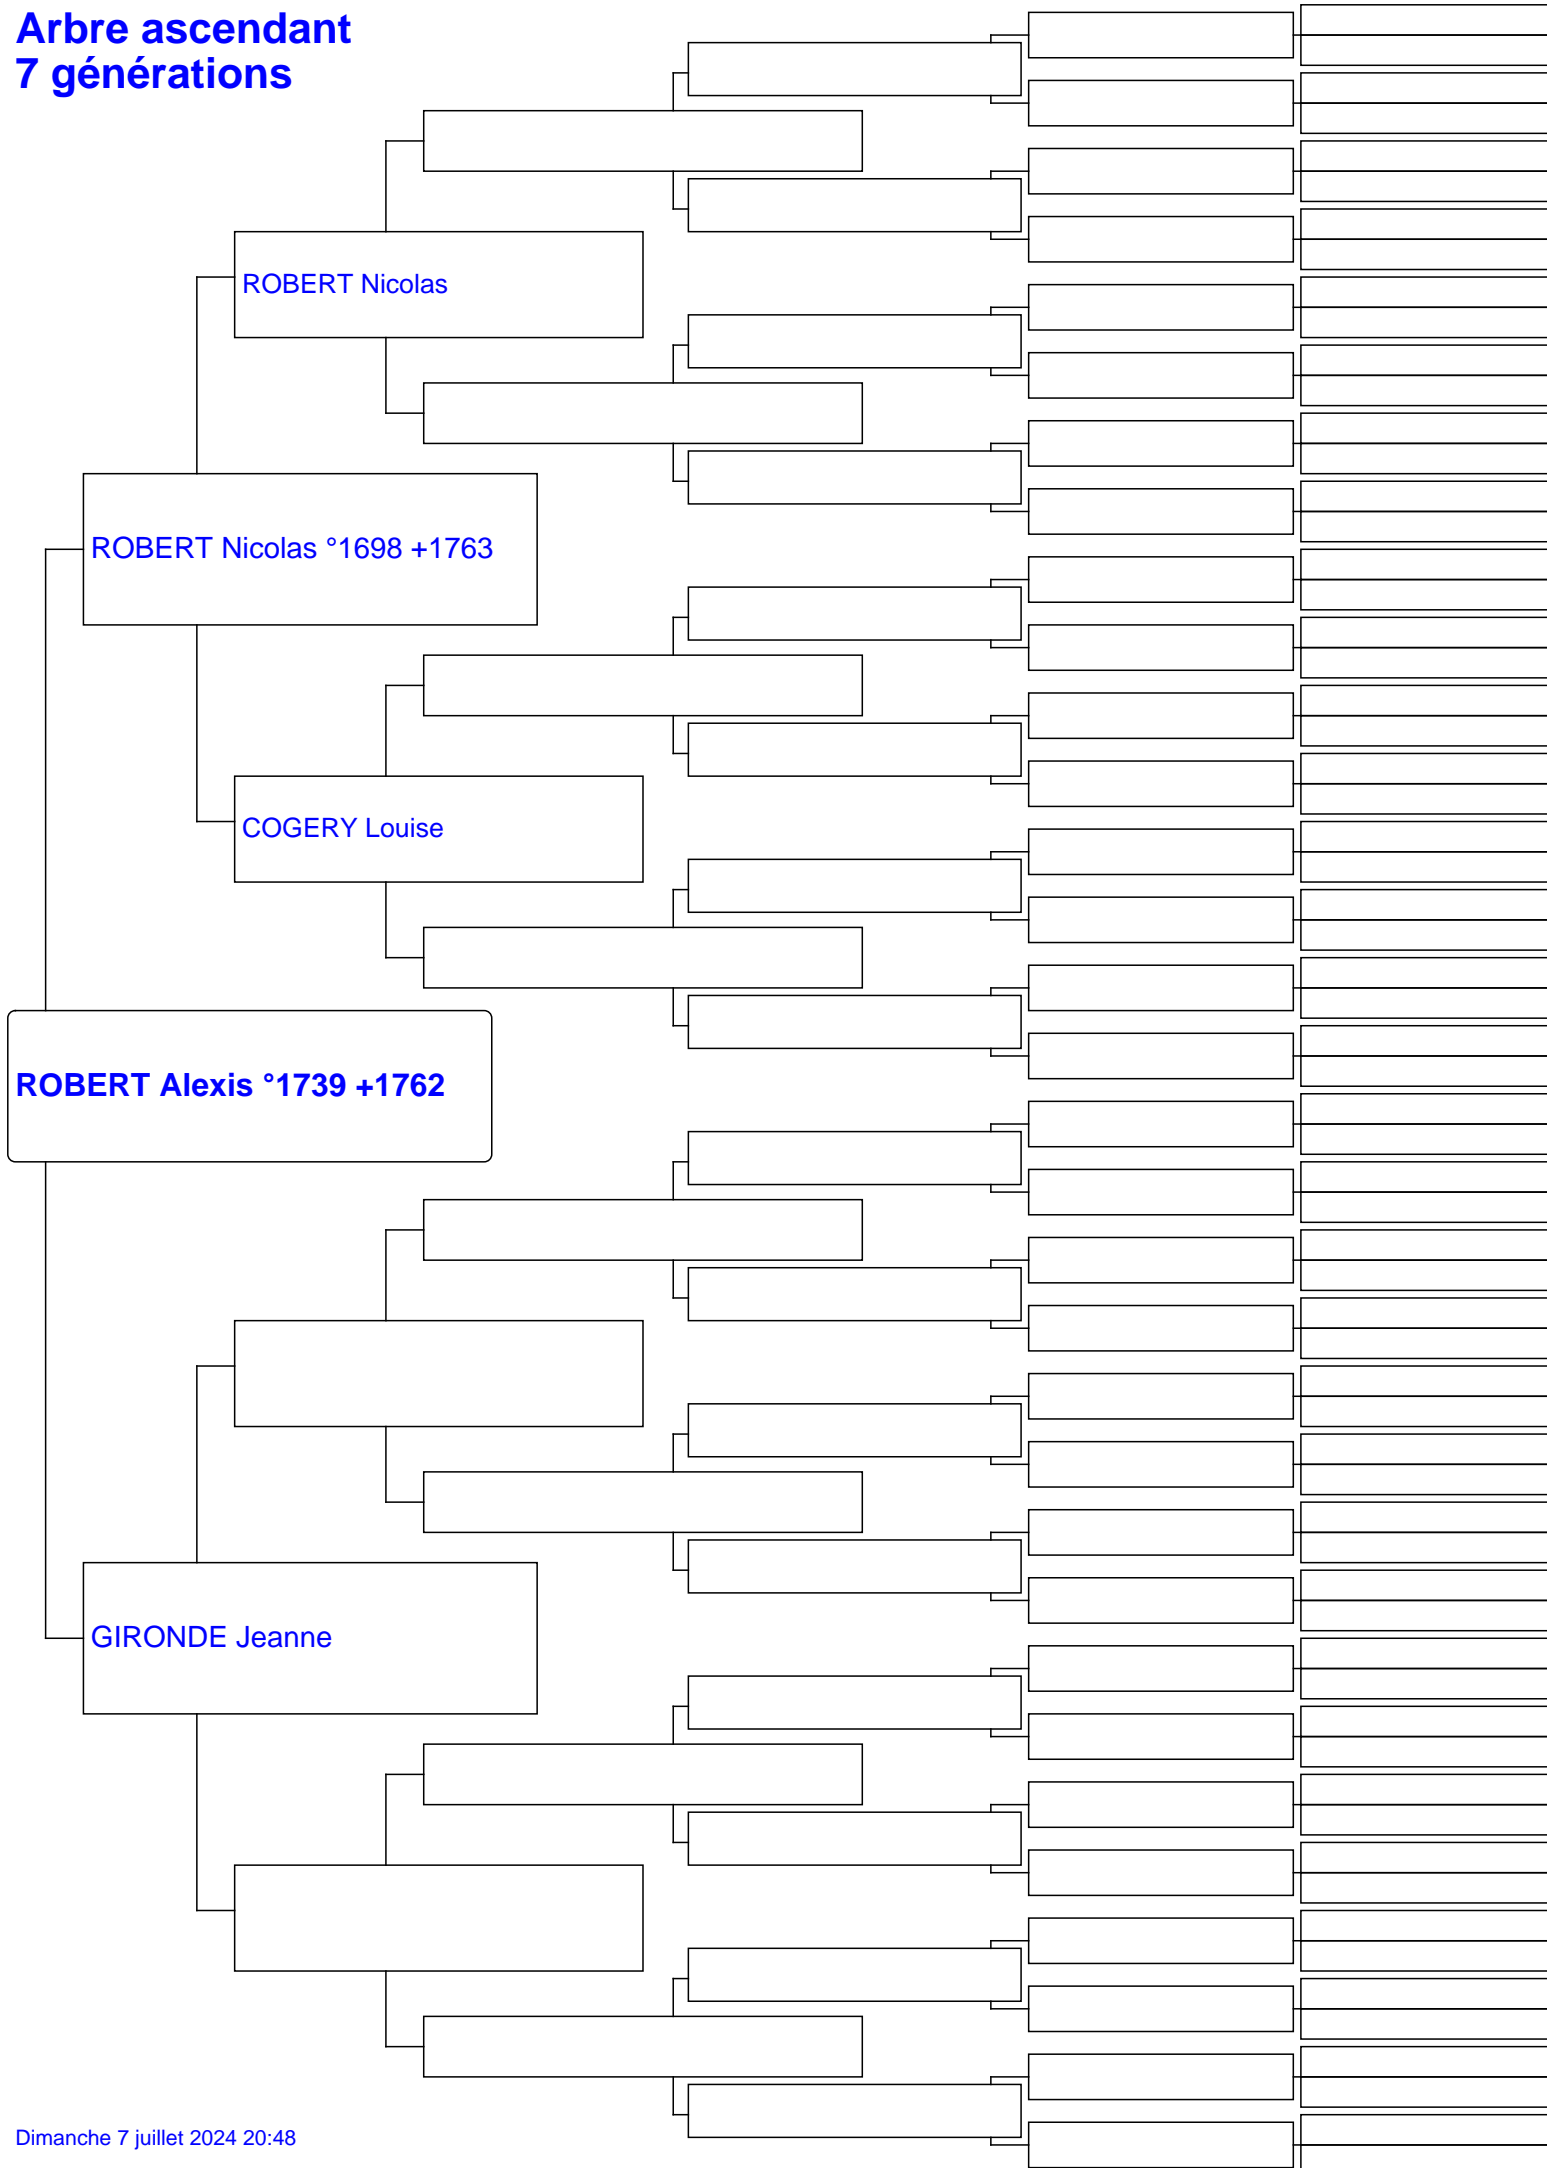 Arbre ascendant
7 générations
ROBERT Nicolas
ROBERT Nicolas °1698 +1763
COGERY Louise
ROBERT Alexis °1739 +1762
GIRONDE Jeanne
Dimanche 7 juillet 2024 20:48